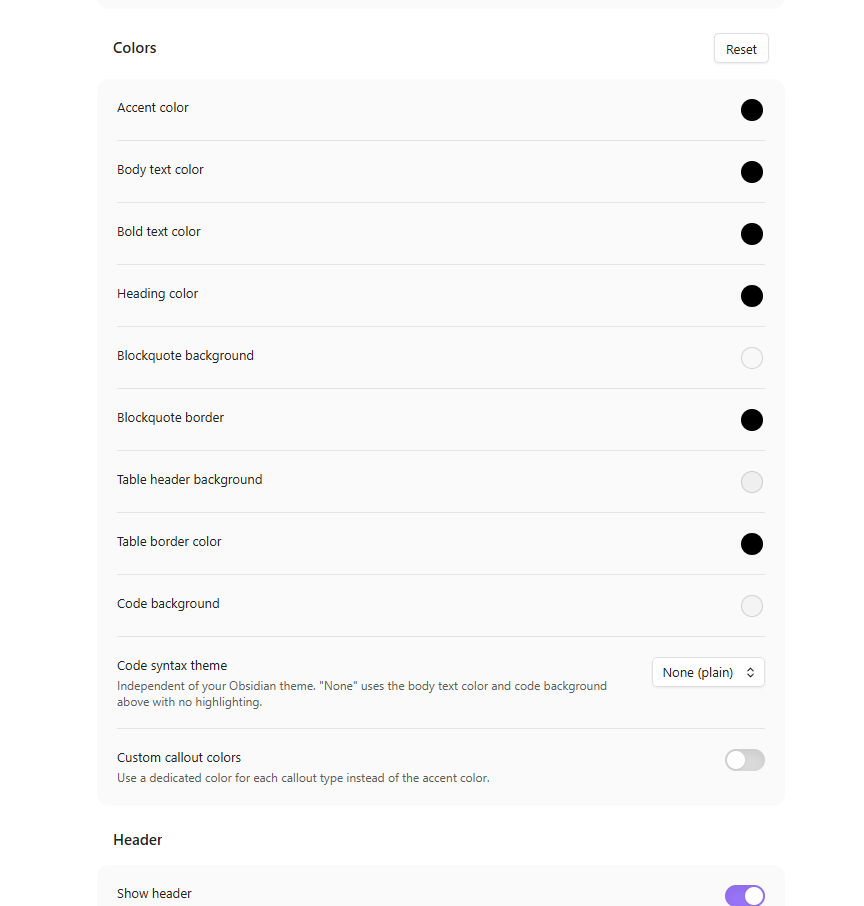 Colors
Reset
Accent color
Body text color
Bold text color
Heading color
Blockquote background
Blockquote border
Table header background
Table border color
Code background
Code syntax theme
None (plain)
Independent of your Obsidian theme. "None" uses the body text color and code background
above with no highlighting.
Custom callout colors
Use a dedicated color for each callout type instead of the accent color.
Header
Show header